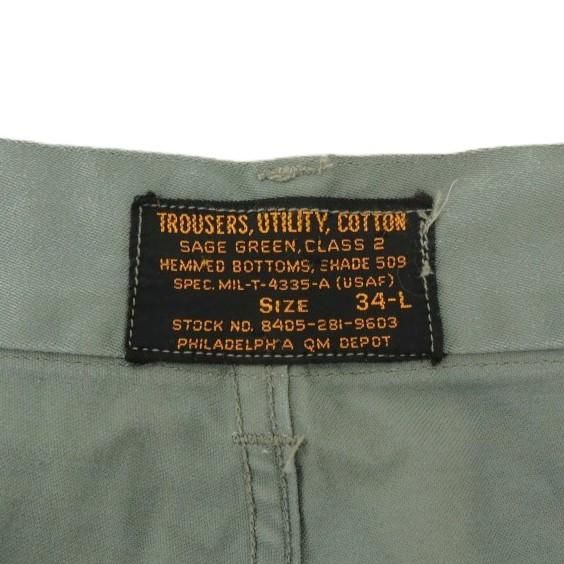 TROUSERS, UTILITY, COTTON
SAGE GREEN, CLASS 2
HEMMED BOTTOMS, SHADE 509
SPEC. MIL-T-4335-A (USAF)
SIZE 34-L
STOCK NO. 8405-281-9603
PHILADELPH'A QM DEPOT